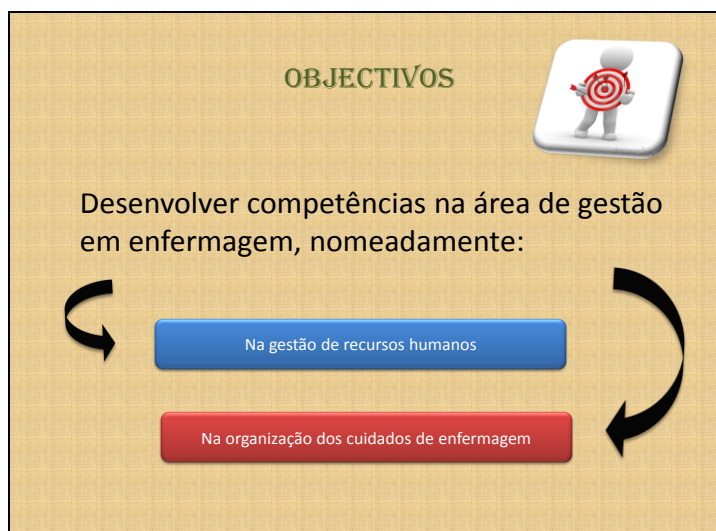 OBJECTIVOS
Desenvolver competências na área de gestão
em enfermagem, nomeadamente:
Na gestão de recursos humanos
Na organização dos cuidados de enfermagem